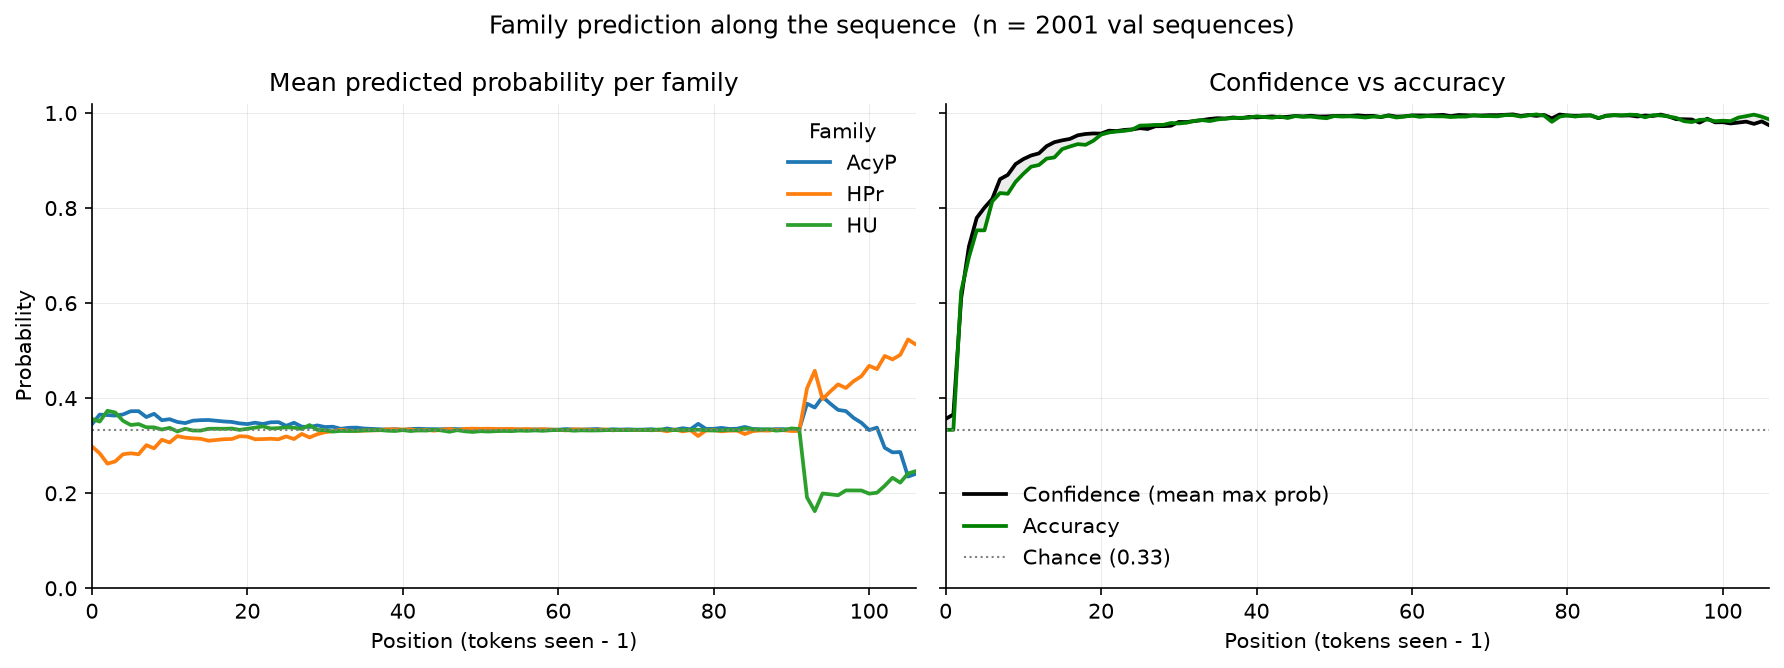 Family prediction along the sequence  (n = 2001 val sequences)
Mean predicted probability per family
Probability
1.0
0.8
0.6
0.4
0.2
0.0
Family
AcyP
HPr
HU
0 20 40 60 80 100
Position (tokens seen - 1)
Confidence vs accuracy
Confidence (mean max prob)
Accuracy
Chance (0.33)
0 20 40 60 80 100
Position (tokens seen - 1)